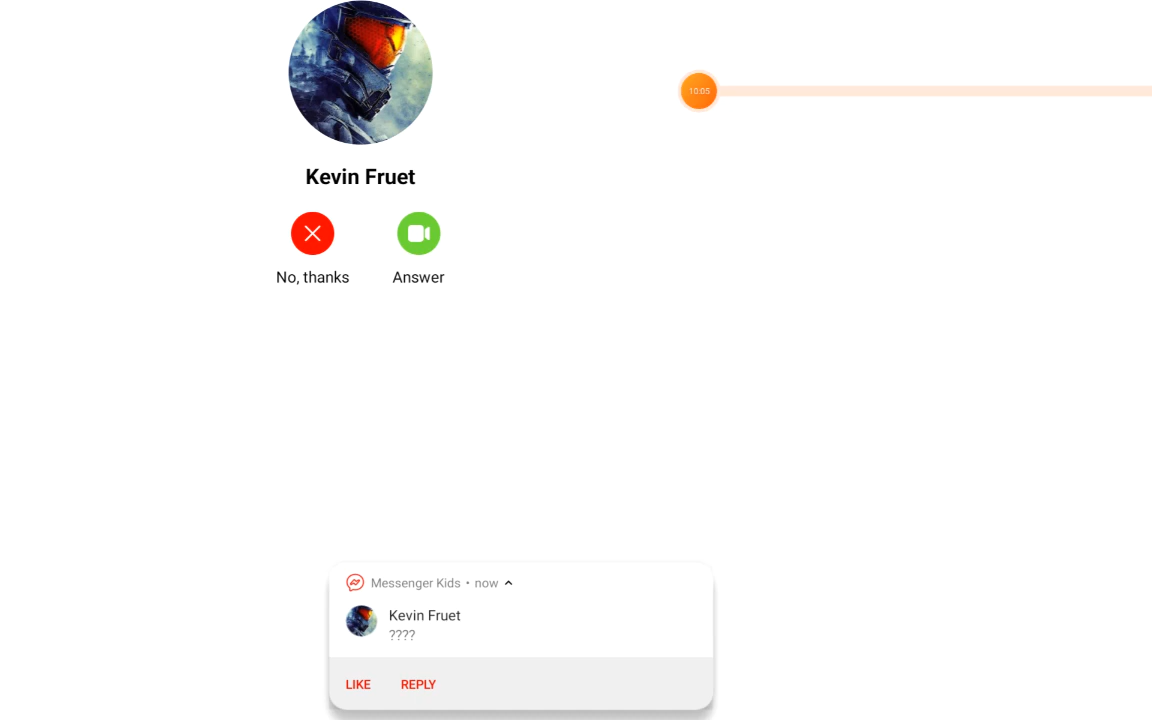 10:05
Kevin Fruet
No, thanks
Answer
Messenger Kids • now
Kevin Fruet
????
LIKE REPLY